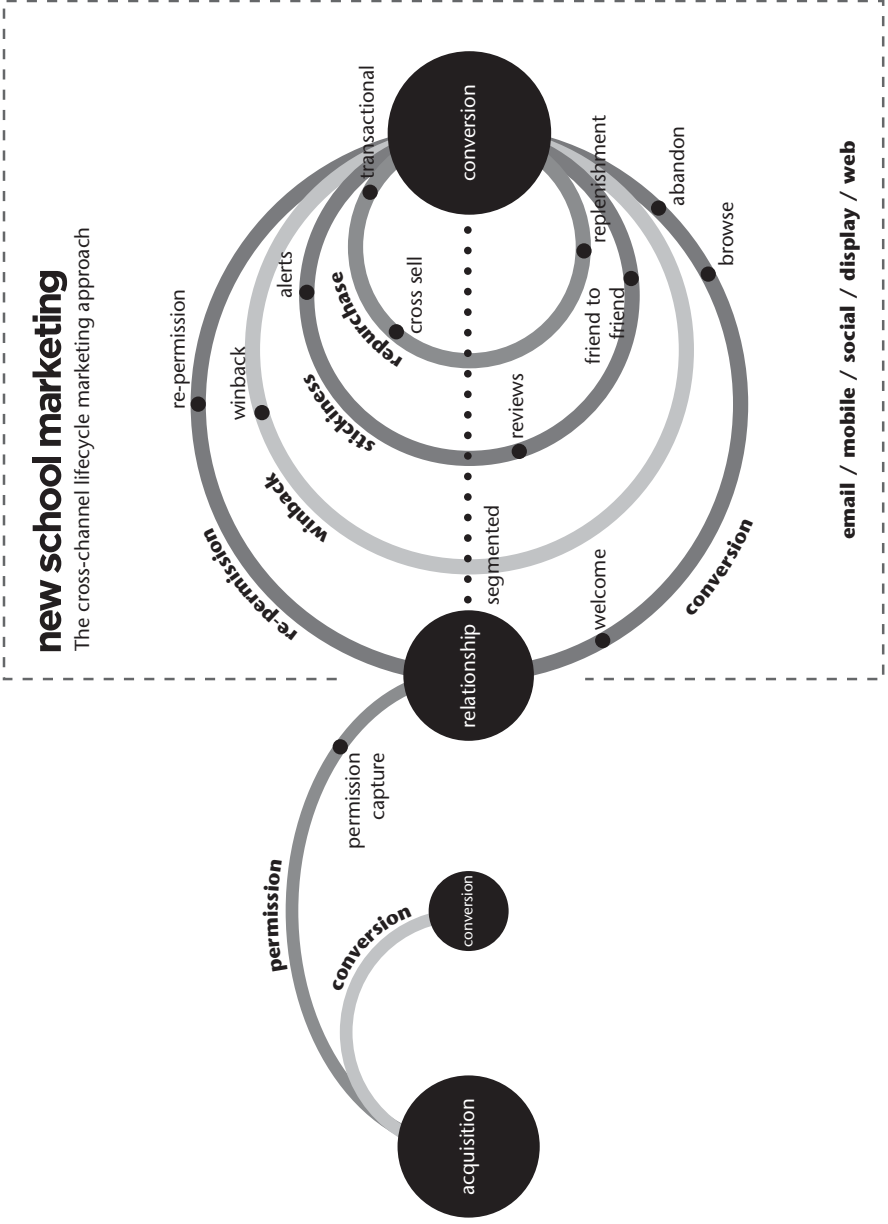 new school marketing
The cross-channel lifecycle marketing approach
re-permission
re-permission
winback
winback
alerts
stickiness
transactional
repurchase
cross sell
conversion
relationship
segmented
reviews
friend to
friend
replenishment
abandon
browse
welcome
conversion
email / mobile / social / display / web
permission
permission
capture
conversion
conversion
acquisition